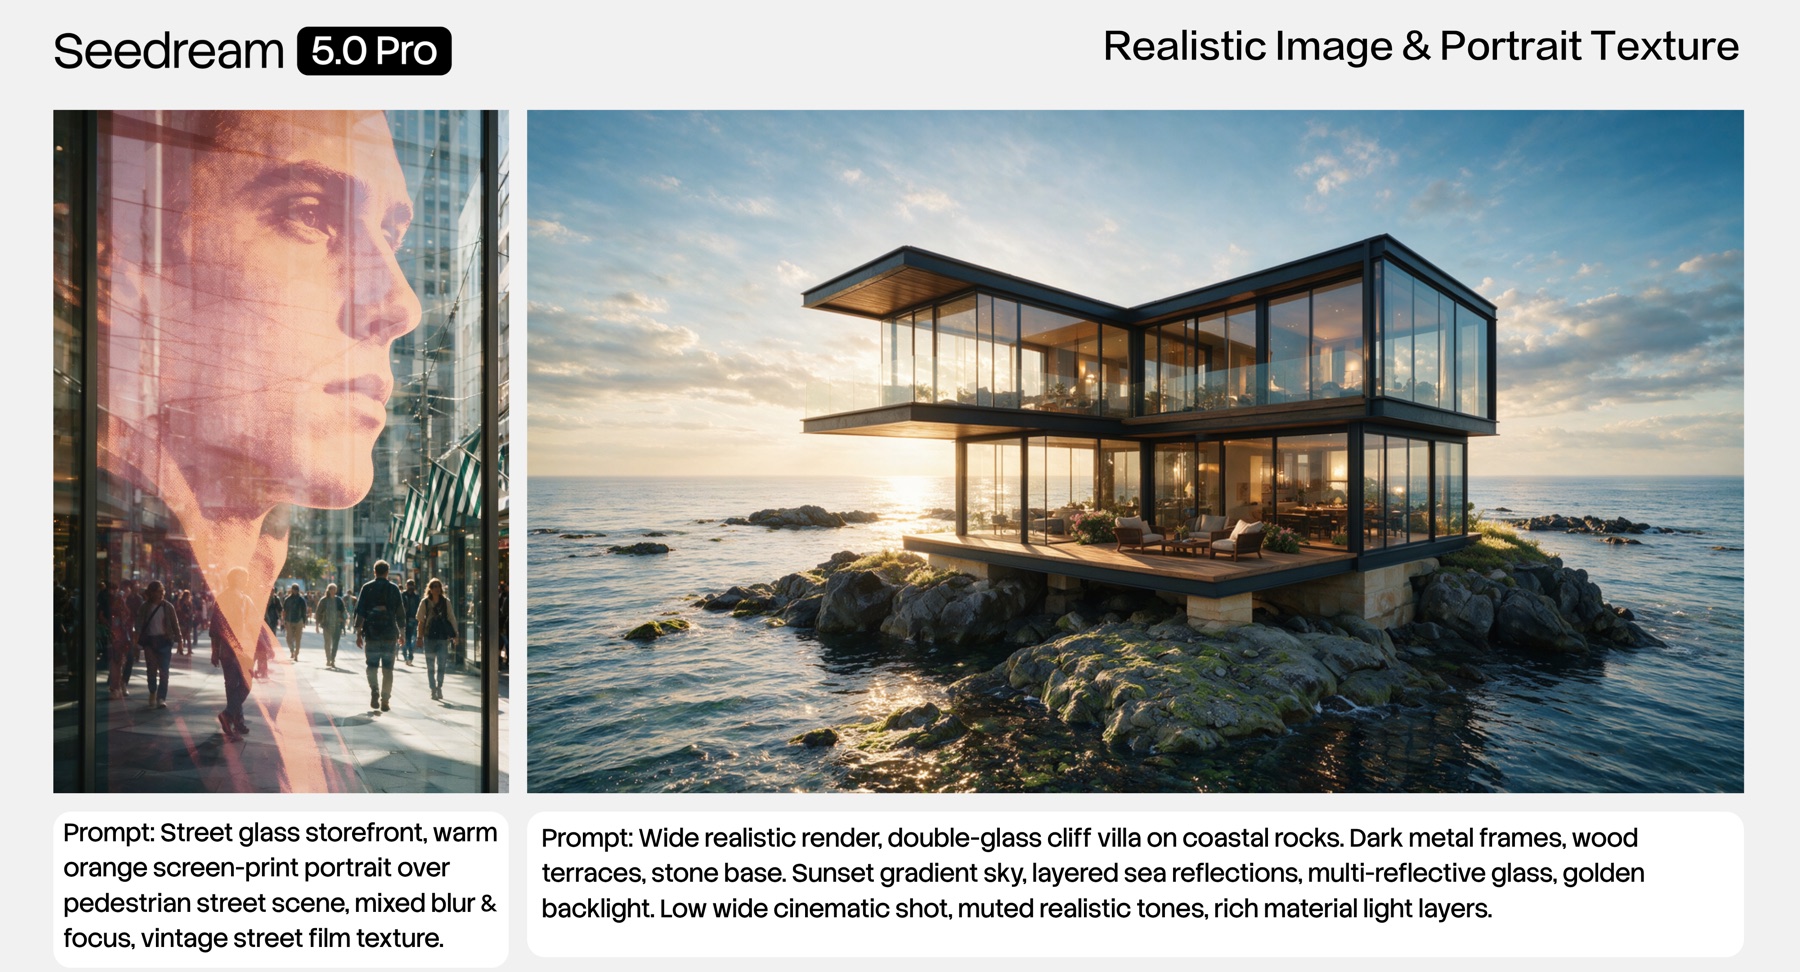 Seedream 5.0 Pro
Realistic Image & Portrait Texture
Prompt: Street glass storefront, warm
orange screen-print portrait over
pedestrian street scene, mixed blur &
focus, vintage street film texture.
Prompt: Wide realistic render, double-glass cliff villa on coastal rocks. Dark metal frames, wood
terraces, stone base. Sunset gradient sky, layered sea reflections, multi-reflective glass, golden
backlight. Low wide cinematic shot, muted realistic tones, rich material light layers.